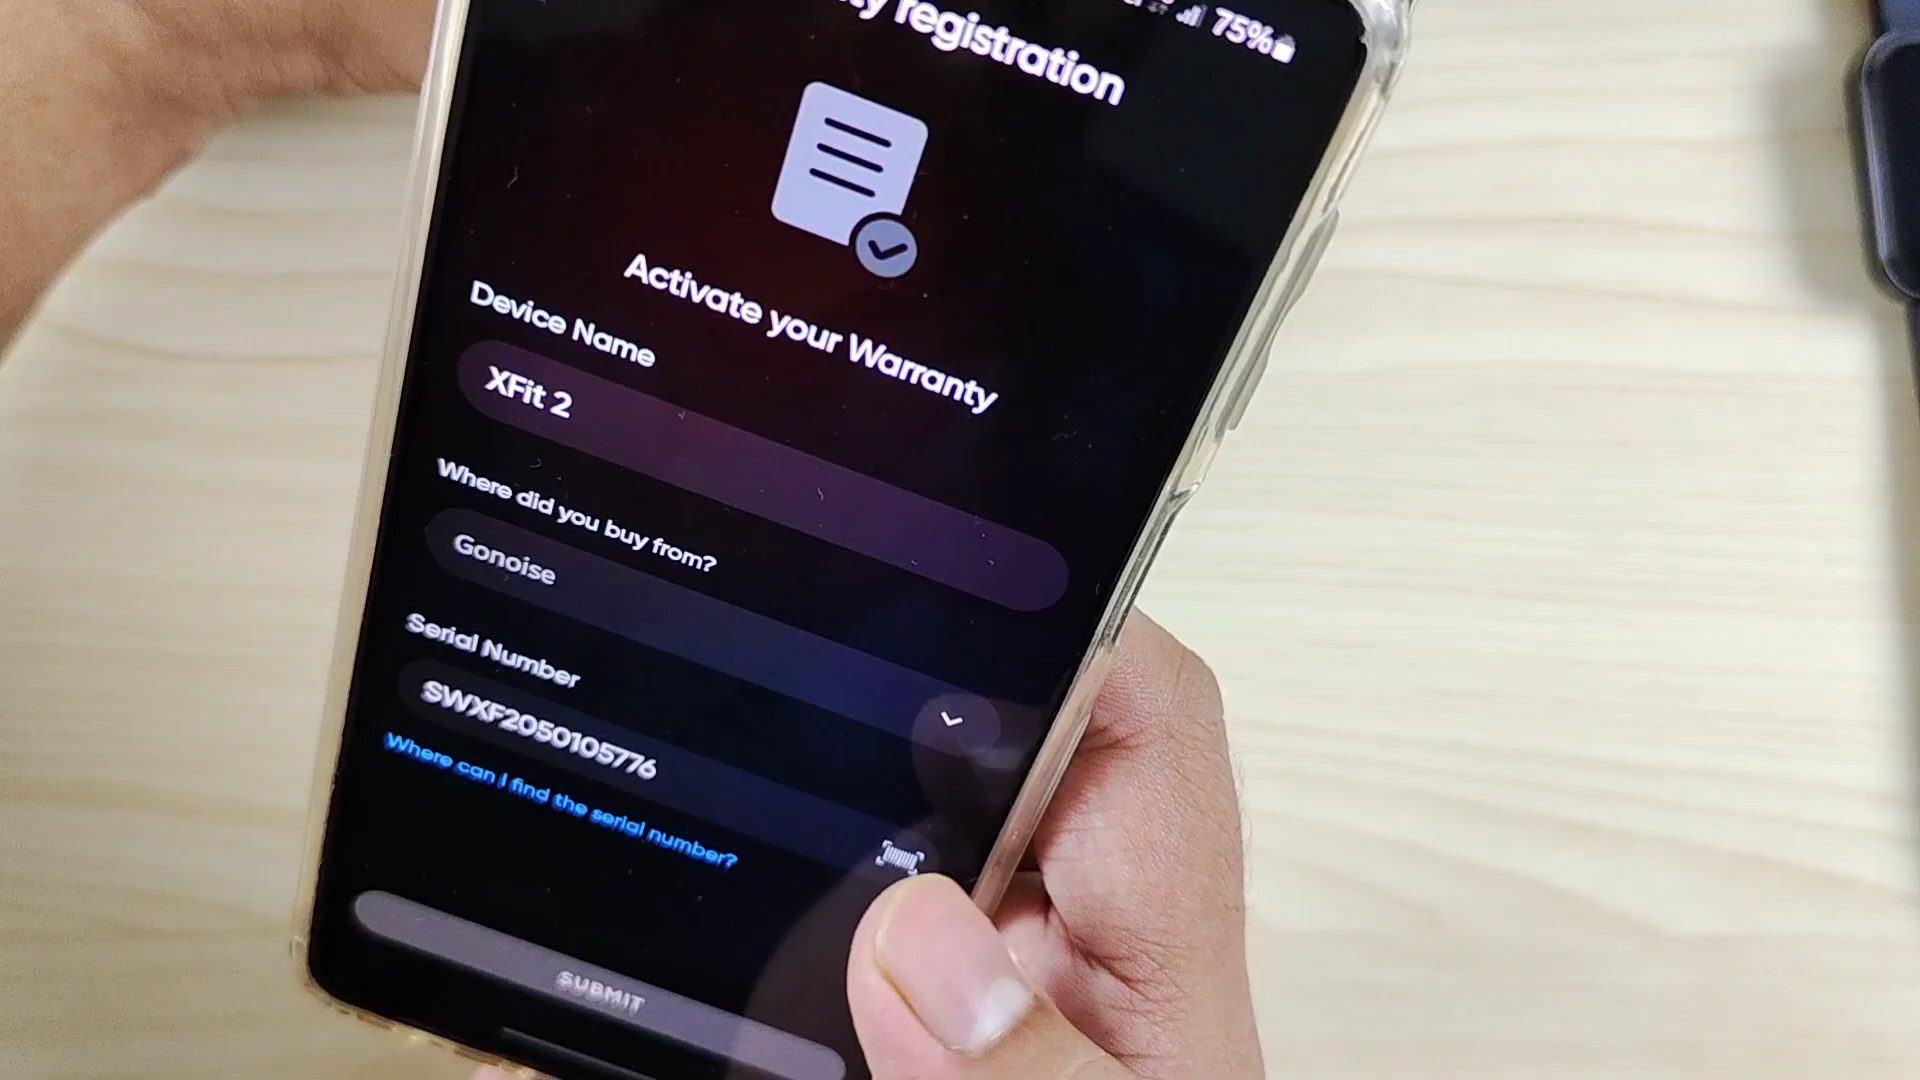 75%
registration
Activate your Warranty
Device Name
XFit 2
Where did you buy from?
Gonoise
Serial Number
SWXF2050105776
Where can I find the serial number?
SUBMIT